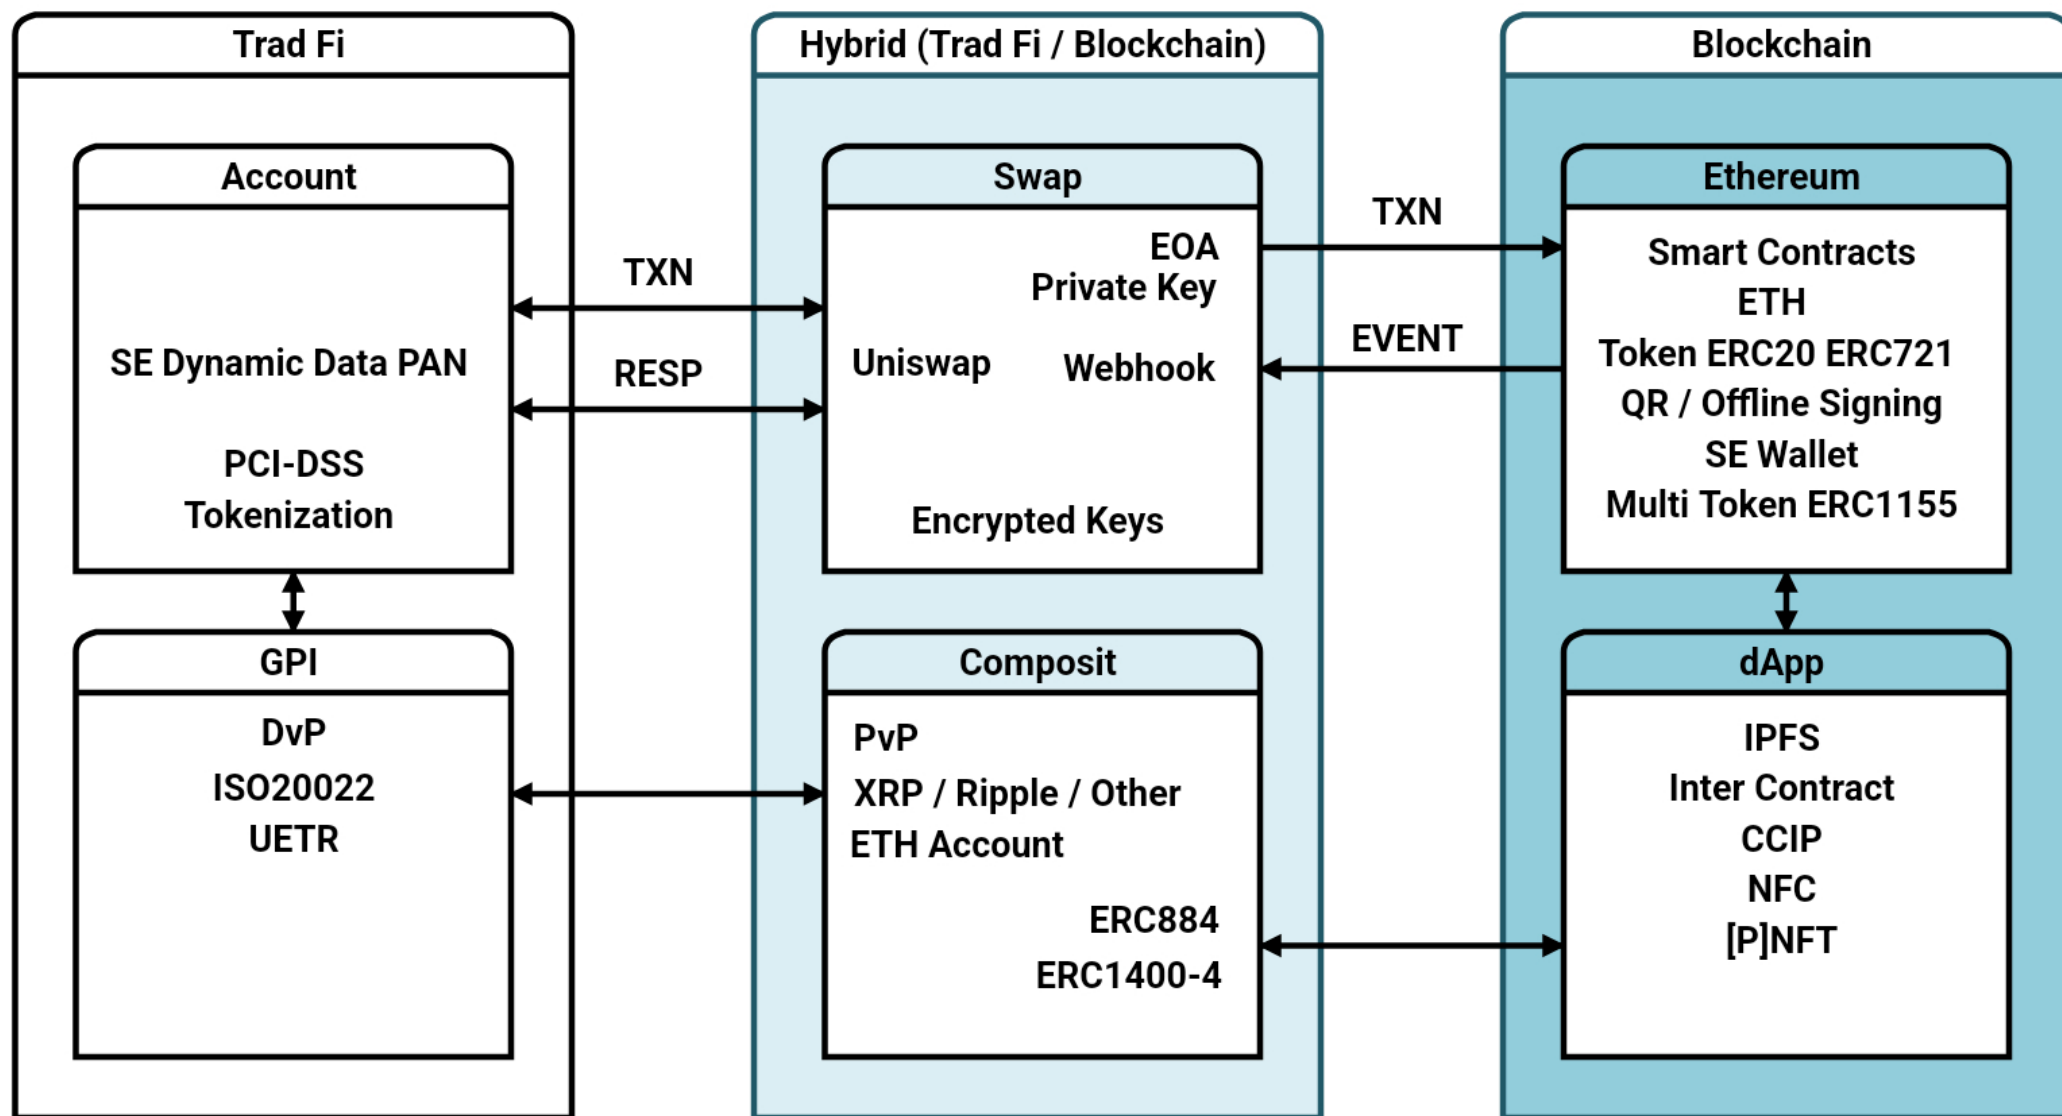 Trad Fi
Account
SE Dynamic Data PAN
PCI-DSS
Tokenization
GPI
DvP
ISO20022
UETR
TXN
RESP
Hybrid (Trad Fi / Blockchain)
Swap
EOA
Private Key
Uniswap
Webhook
Encrypted Keys
Composit
PvP
XRP / Ripple / Other
ETH Account
ERC884
ERC1400-4
TXN
EVENT
Blockchain
Ethereum
Smart Contracts
ETH
Token ERC20 ERC721
QR / Offline Signing
SE Wallet
Multi Token ERC1155
dApp
IPFS
Inter Contract
CCIP
NFC
[P]NFT